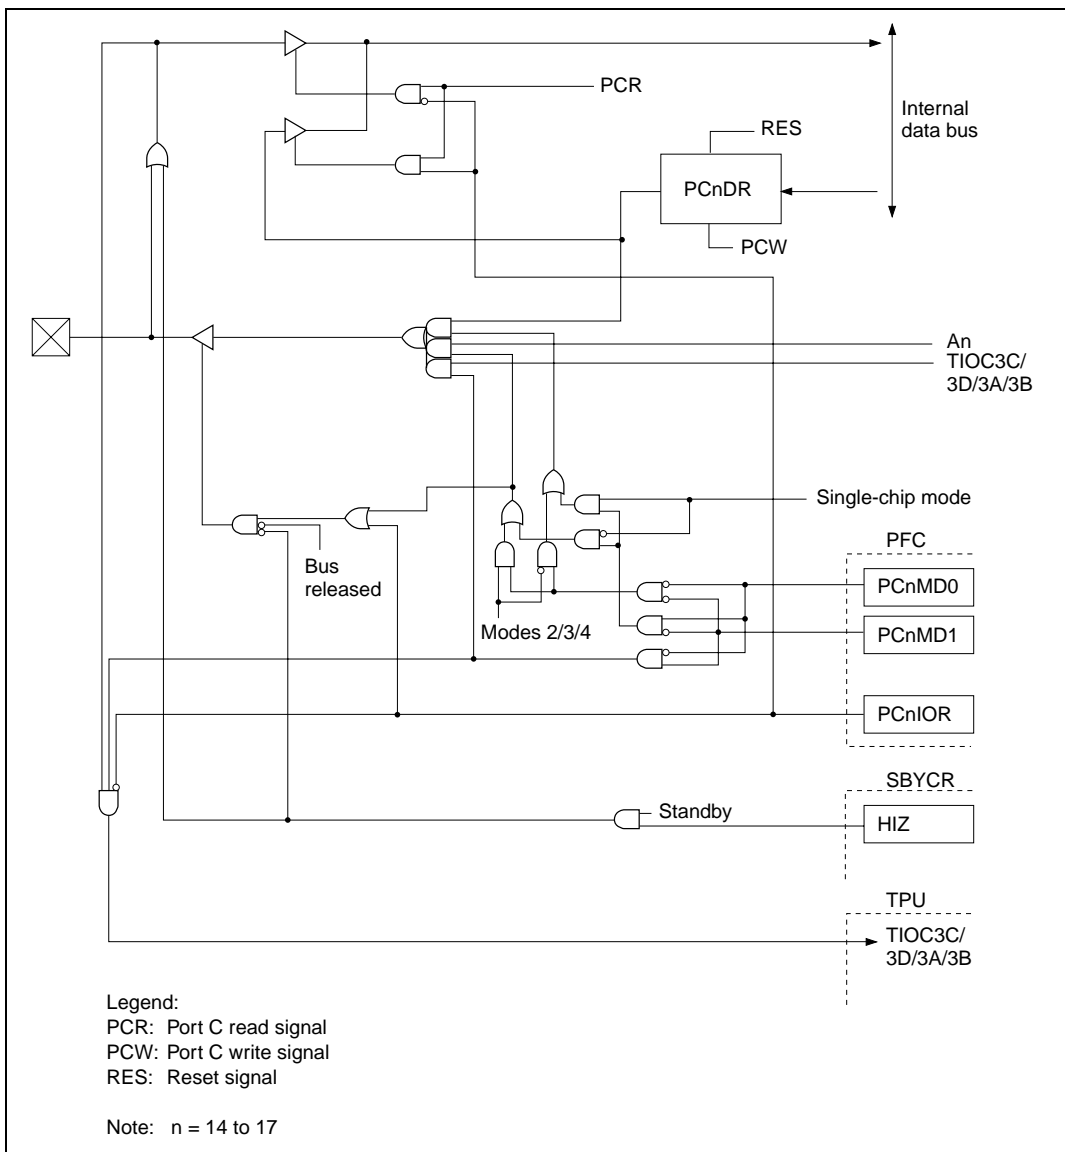 PCR
Internal
data bus
RES
PCnDR
PCW
An
TIOC3C/
3D/3A/3B
Single-chip mode
Bus
released
Modes 2/3/4
PFC
PCnMD0
PCnMD1
PCnIOR
SBYCR
Standby
HIZ
TPU
TIOC3C/
3D/3A/3B
Legend:
PCR: Port C read signal
PCW: Port C write signal
RES: Reset signal
Note: n = 14 to 17